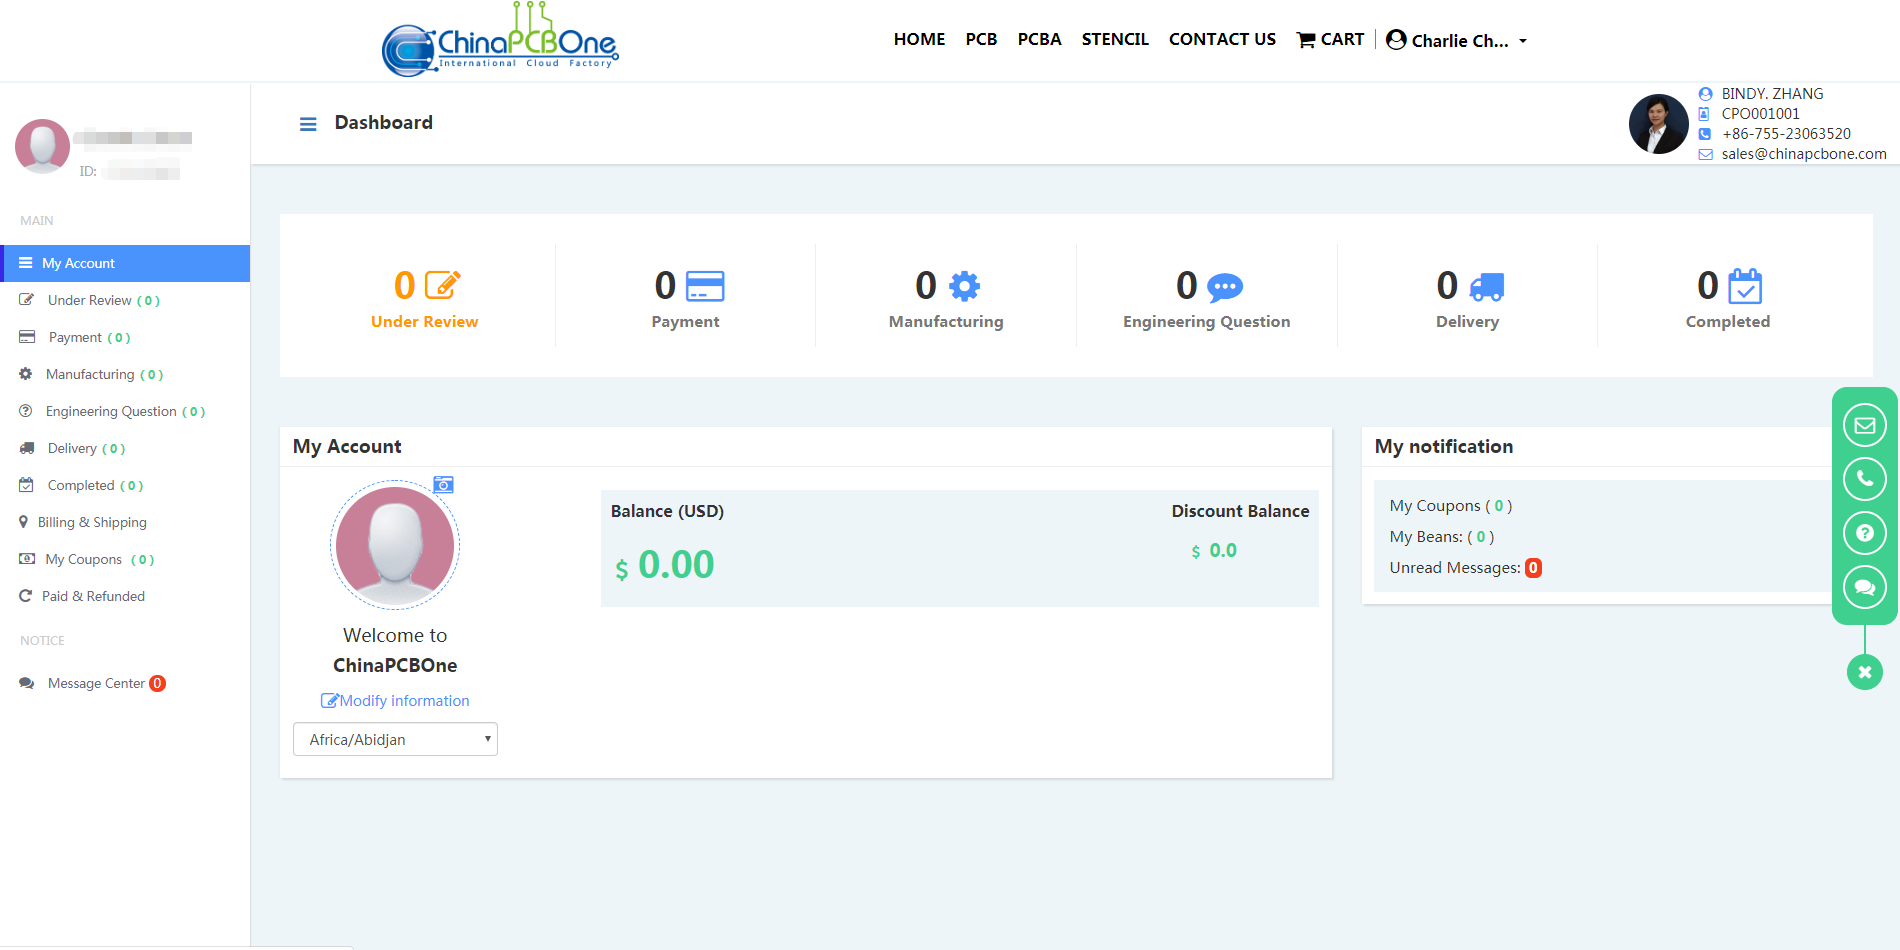 ChinaPCBOne
International Cloud Factory
HOME PCB PCBA STENCIL CONTACT US CART Charlie Ch...
ID:
MAIN
My Account
Under Review ( 0 )
Payment ( 0 )
Manufacturing ( 0 )
Engineering Question ( 0 )
Delivery ( 0 )
Completed ( 0 )
Billing & Shipping
My Coupons ( 0 )
Paid & Refunded
NOTICE
Message Center 0
Dashboard
BINDY. ZHANG
CPO001001
+86-755-23063520
sales@chinapcbone.com
0
Under Review
0
Payment
0
Manufacturing
0
Engineering Question
0
Delivery
0
Completed
My Account
Welcome to
ChinaPCBOne
Modify information
Africa/Abidjan
Balance (USD)
$ 0.00
Discount Balance
$ 0.0
My notification
My Coupons ( 0 )
My Beans: ( 0 )
Unread Messages: 0